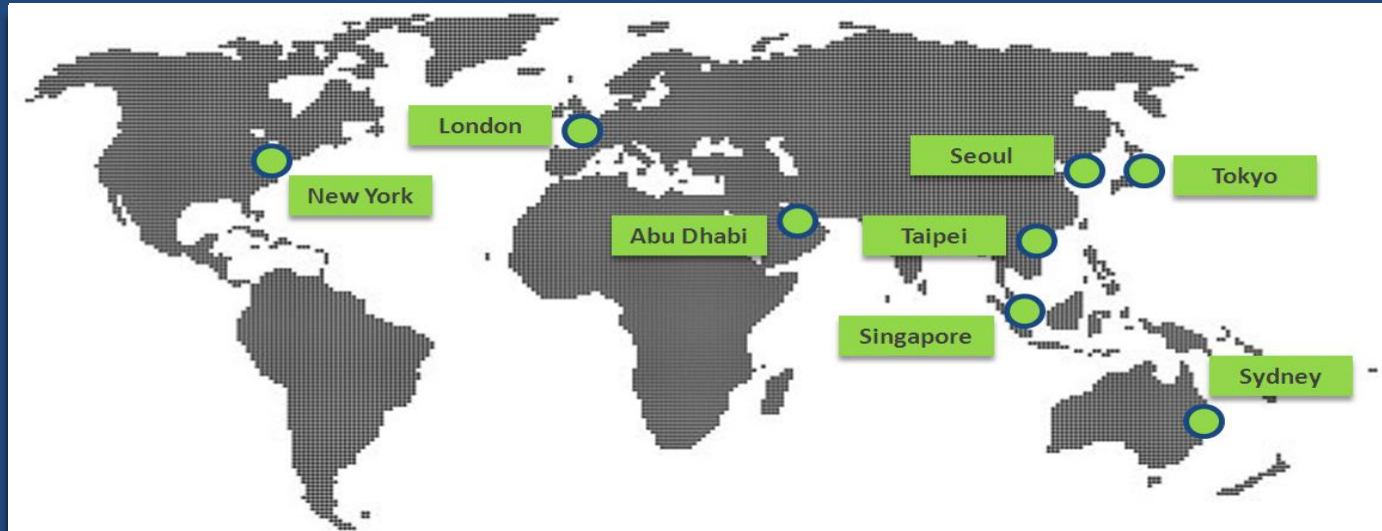 London
New York
Seoul
Tokyo
Abu Dhabi
Taipei
Singapore
Sydney